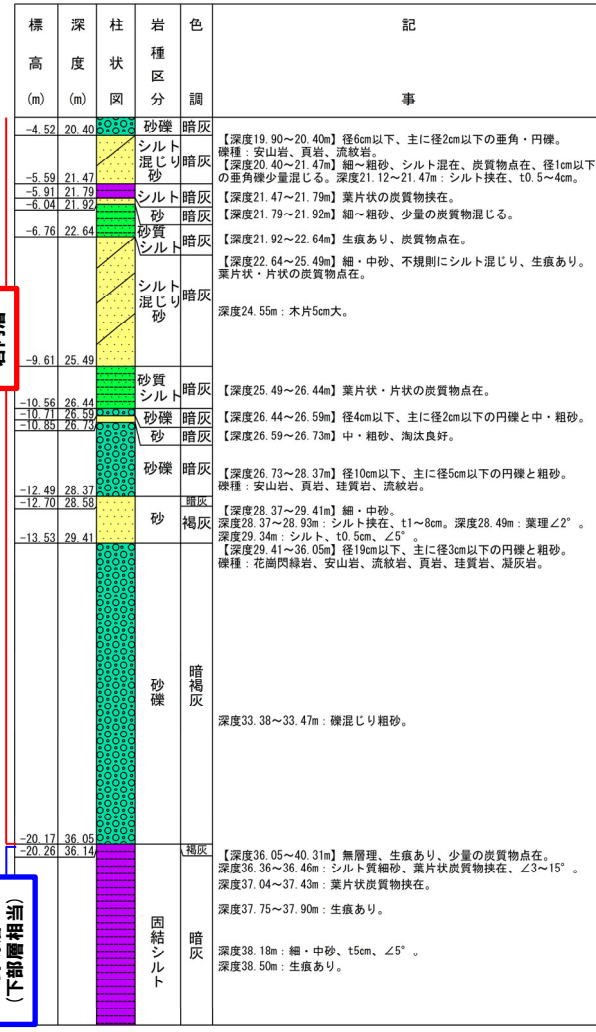 標高(m)
深度(m)
柱状図
岩種区分
色調
記事
-4.52 20.40 砂礫 暗灰
【深度19.90～20.40m】径6cm以下、主に径2cm以下の亜角・円礫。
礫種：安山岩、頁岩、流紋岩。
-5.59 21.47 シルト混じり砂 暗灰
【深度20.40～21.47m】細～粗砂、シルト混在、炭質物点在、径1cm以下
の亜角礫少量混じる。深度21.12～21.47m：シルト挟在、t0.5～4cm。
-5.91 21.79 シルト 暗灰
【深度21.47～21.79m】葉片状の炭質物挟在。
-6.04 21.92 砂 暗灰
【深度21.79～21.92m】細～粗砂、少量の炭質物混じる。
-6.76 22.64 砂質シルト 暗灰
【深度21.92～22.64m】生痕あり、炭質物点在。
-9.61 25.49 シルト混じり砂 暗灰
【深度22.64～25.49m】細・中砂、不規則にシルト混じり、生痕あり。
葉片状・片状の炭質物点在。
深度24.55m：木片5cm大。
-10.56 26.44 砂質シルト 暗灰
【深度25.49～26.44m】葉片状・片状の炭質物点在。
-10.71 26.59 砂礫 暗灰
【深度26.44～26.59m】径4cm以下、主に径2cm以下の円礫と中・粗砂。
-10.85 26.73 砂 暗灰
【深度26.59～26.73m】中・粗砂、淘汰良好。
-12.49 28.37 砂礫 暗灰
【深度26.73～28.37m】径10cm以下、主に径5cm以下の円礫と粗砂。
礫種：安山岩、頁岩、珪質岩、流紋岩。
-12.70 28.58 暗灰
-13.53 29.41 砂 褐灰
【深度28.37～29.41m】細・中砂。
深度28.37～28.93m：シルト挟在、t1～8cm。深度28.49m：葉理∠2°。
深度29.34m：シルト、t0.5cm、∠5°。
【深度29.41～36.05m】径19cm以下、主に径3cm以下の円礫と粗砂。
礫種：花崗閃緑岩、安山岩、流紋岩、頁岩、珪質岩、凝灰岩。
砂礫 暗褐灰
深度33.38～33.47m：礫混じり粗砂。
-20.17 36.05
-20.26 36.14 褐灰
【深度36.05～40.31m】無層理、生痕あり、少量の炭質物点在。
深度36.36～36.46m：シルト質細砂、葉片状炭質物挟在、∠3～15°。
深度37.04～37.43m：葉片状炭質物挟在。
深度37.75～37.90m：生痕あり。
固結シルト 暗灰
深度38.18m：細・中砂、t5cm、∠5°。
深度38.50m：生痕あり。
(下部層相当)